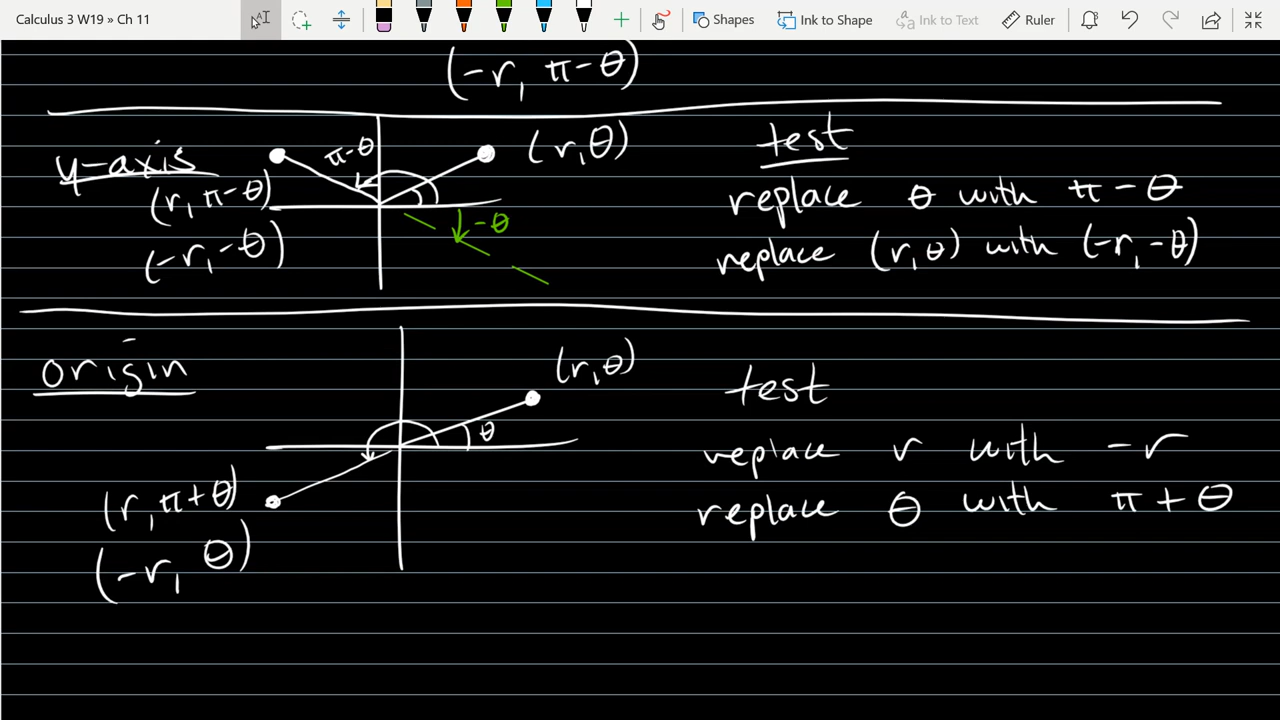 Calculus 3 W19 » Ch 11
Shapes
Ink to Shape
Ink to Text
Ruler
(-r, π-θ)
y-axis
π-θ
(r,θ)
(r, π-θ)
(-r,-θ)
-θ
test
replace θ with π-θ
replace (r,θ) with (-r,-θ)
origin
(r,θ)
θ
(r, π+θ)
(-r, θ)
test
replace r with -r
replace θ with π+θ